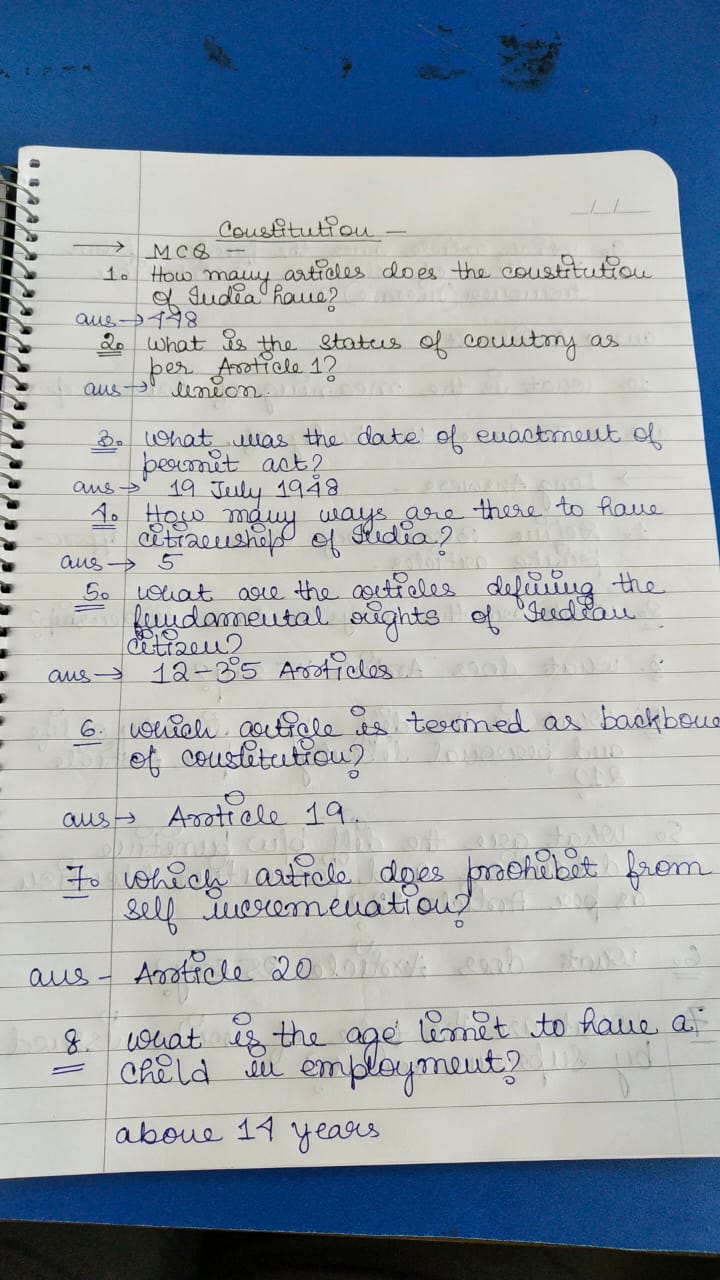 Constitution —
→ MCQ —
1. How many articles does the constitution
of India have?
ans → 448
2. What is the status of country as
per Article 1?
ans → Union.
3. What was the date of enactment of
permit act?
ans → 19 July 1948
4. How many ways are there to have
citizenship of India?
ans → 5
5. What are the articles defining the
fundamental rights of Indian
citizen?
ans → 12-35 Articles
6. which article is termed as backbone
of constitution?
ans → Article 19.
7. which article does prohibit from
self incremenation?
ans - Article 20
8. what is the age limit to have a
child in employment?
above 14 years